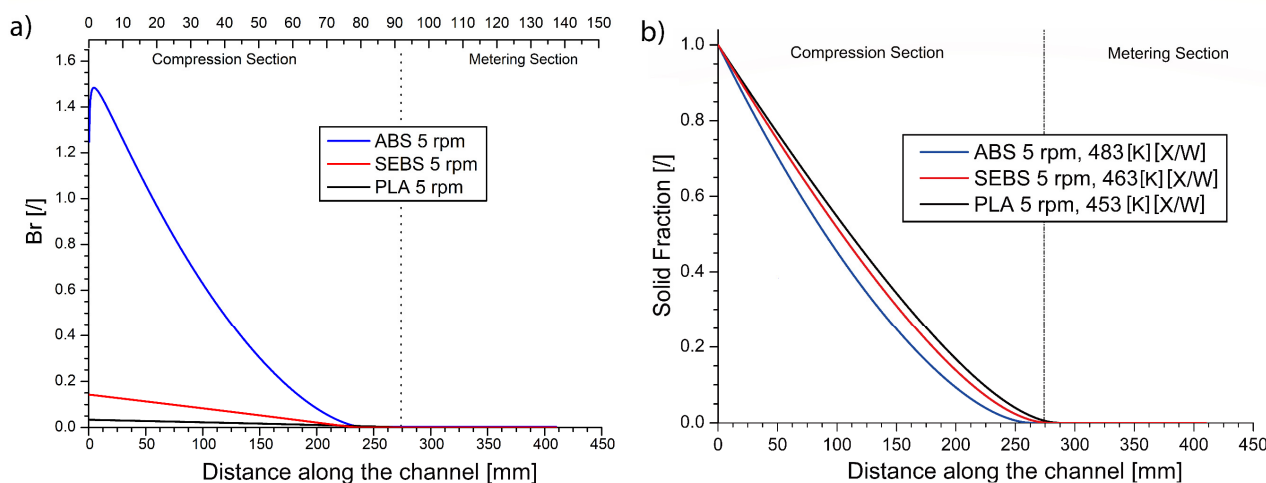 a)
0 10 20 30 40 50 60 70 80 90 100 110 120 130 140 150
Compression Section Metering Section
1.6
1.4
1.2
1.0
0.8
0.6
0.4
0.2
0.0
Br [/]
ABS 5 rpm
SEBS 5 rpm
PLA 5 rpm
0 50 100 150 200 250 300 350 400 450
Distance along the channel [mm]
b)
Compression Section Metering Section
1.0
0.8
0.6
0.4
0.2
0.0
Solid Fraction [/]
ABS 5 rpm, 483 [K] [X/W]
SEBS 5 rpm, 463 [K] [X/W]
PLA 5 rpm, 453 [K] [X/W]
0 50 100 150 200 250 300 350 400 450
Distance along the channel [mm]